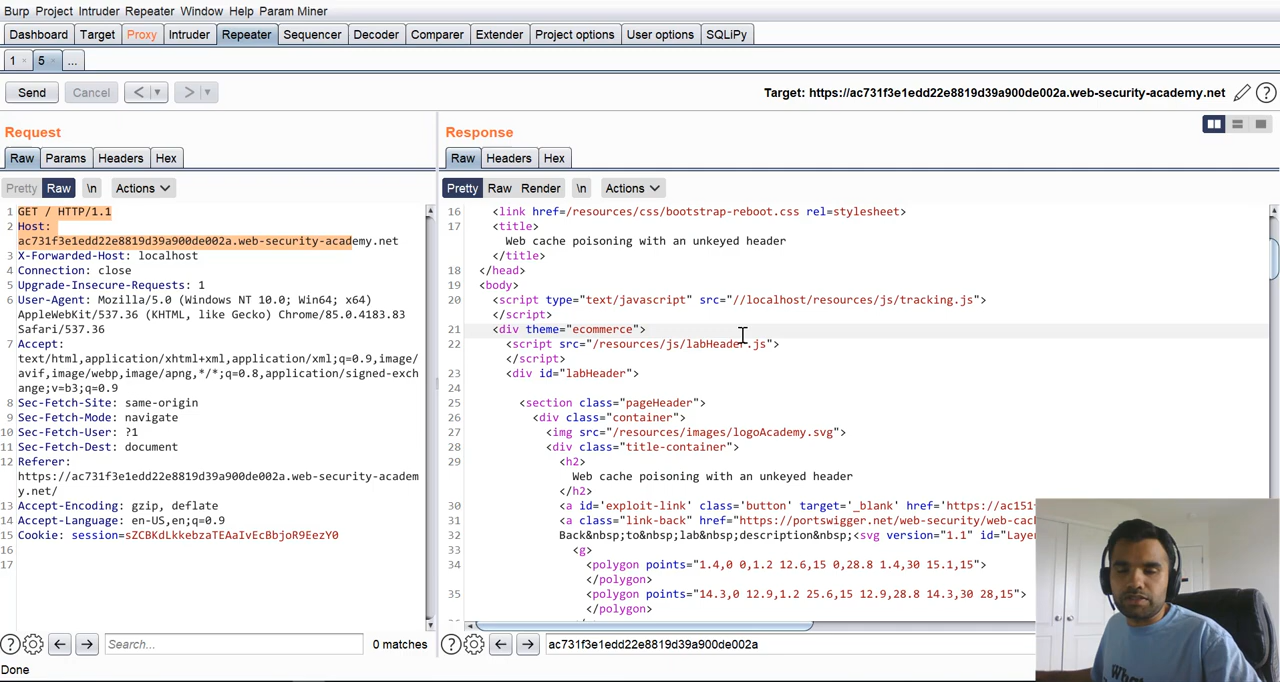 Burp Project Intruder Repeater Window Help Param Miner
Dashboard Target Proxy Intruder Repeater Sequencer Decoder Comparer Extender Project options User options SQLiPy
1 × 5 × ...
Send Cancel < > Target: https://ac731f3e1edd22e8819d39a900de002a.web-security-academy.net ?
Request
Raw Params Headers Hex
Pretty Raw \n Actions
1 GET / HTTP/1.1
2 Host:
ac731f3e1edd22e8819d39a900de002a.web-security-academy.net
3 X-Forwarded-Host: localhost
4 Connection: close
5 Upgrade-Insecure-Requests: 1
6 User-Agent: Mozilla/5.0 (Windows NT 10.0; Win64; x64)
AppleWebKit/537.36 (KHTML, like Gecko) Chrome/85.0.4183.83
Safari/537.36
7 Accept:
text/html,application/xhtml+xml,application/xml;q=0.9,image/
avif,image/webp,image/apng,*/*;q=0.8,application/signed-exch
ange;v=b3;q=0.9
8 Sec-Fetch-Site: same-origin
9 Sec-Fetch-Mode: navigate
10 Sec-Fetch-User: ?1
11 Sec-Fetch-Dest: document
12 Referer:
https://ac731f3e1edd22e8819d39a900de002a.web-security-academ
y.net/
13 Accept-Encoding: gzip, deflate
14 Accept-Language: en-US,en;q=0.9
15 Cookie: session=sZCBKdLkkebzaTEAaIvEcBbjoR9EezY0
16
17
? Search... 0 matches
Done
Response
Raw Headers Hex
Pretty Raw Render \n Actions
16 <link href=/resources/css/bootstrap-reboot.css rel=stylesheet>
17 <title>
Web cache poisoning with an unkeyed header
</title>
18 </head>
19 <body>
20 <script type="text/javascript" src="//localhost/resources/js/tracking.js">
</script>
21 <div theme="ecommerce">
22 <script src="/resources/js/labHeader.js">
</script>
23 <div id="labHeader">
24
25 <section class="pageHeader">
26 <div class="container">
27 <img src="/resources/images/logoAcademy.svg">
28 <div class="title-container">
29 <h2>
Web cache poisoning with an unkeyed header
</h2>
30 <a id='exploit-link' class='button' target='_blank' href='https://ac151
31 <a class="link-back" href="https://portswigger.net/web-security/web-cac
32 Back&nbsp;to&nbsp;lab&nbsp;description&nbsp;<svg version="1.1" id="Laye
33 <g>
34 <polygon points="1.4,0 0,1.2 12.6,15 0,28.8 1.4,30 15.1,15">
</polygon>
35 <polygon points="14.3,0 12.9,1.2 25.6,15 12.9,28.8 14.3,30 28,15">
</polygon>
? ac731f3e1edd22e8819d39a900de002a